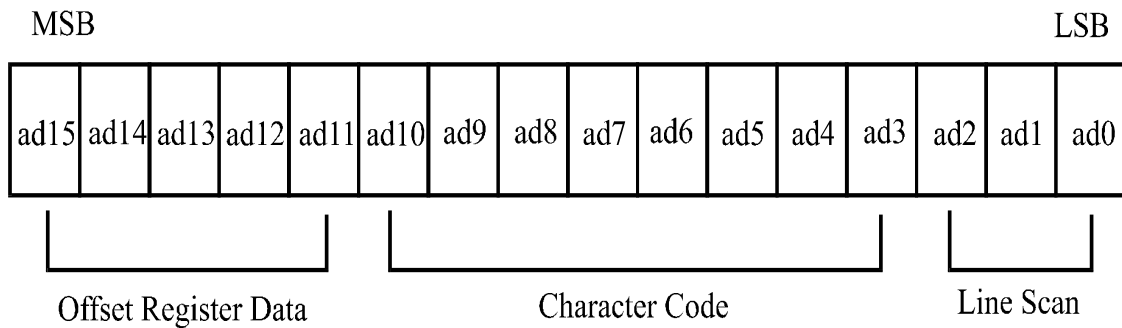 MSB LSB
ad15 ad14 ad13 ad12 ad11 ad10 ad9 ad8 ad7 ad6 ad5 ad4 ad3 ad2 ad1 ad0
Offset Register Data Character Code Line Scan